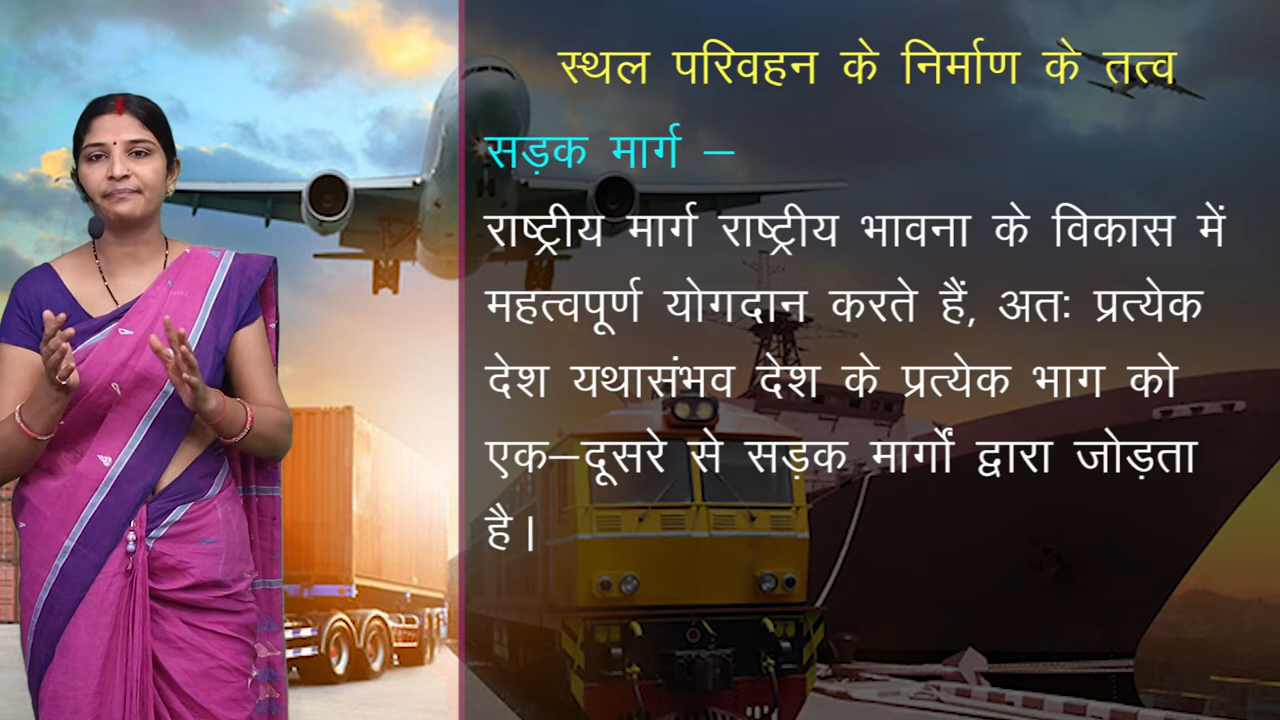 स्थल परिवहन के निर्माण के तत्व
सड़क मार्ग –
राष्ट्रीय मार्ग राष्ट्रीय भावना के विकास में
महत्वपूर्ण योगदान करते हैं, अतः प्रत्येक
देश यथासंभव देश के प्रत्येक भाग को
एक–दूसरे से सड़क मार्गों द्वारा जोड़ता
है।